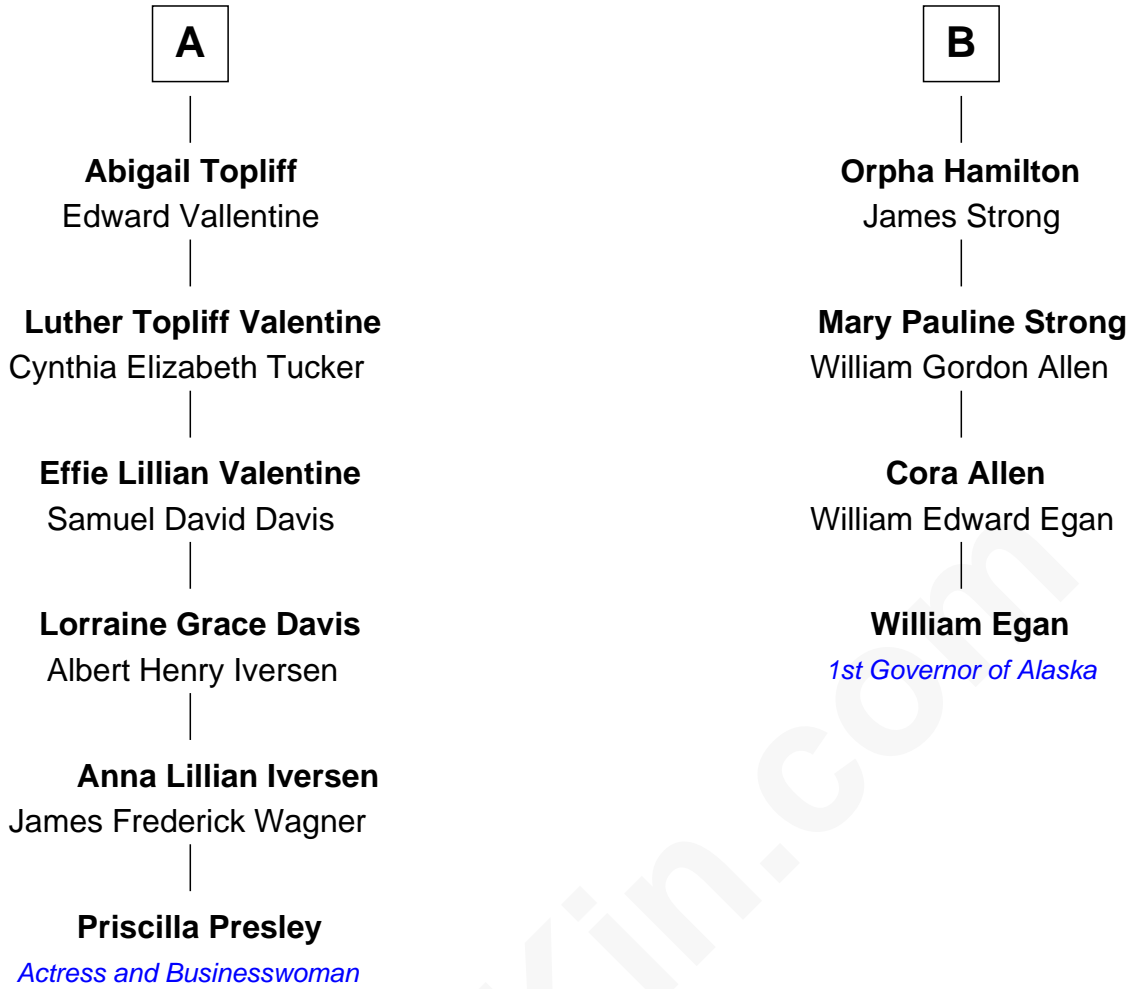 A
Abigail Topliff
Edward Vallentine
Luther Topliff Valentine
Cynthia Elizabeth Tucker
Effie Lillian Valentine
Samuel David Davis
Lorraine Grace Davis
Albert Henry Iversen
Anna Lillian Iversen
James Frederick Wagner
Priscilla Presley
Actress and Businesswoman
B
Orpha Hamilton
James Strong
Mary Pauline Strong
William Gordon Allen
Cora Allen
William Edward Egan
William Egan
1st Governor of Alaska